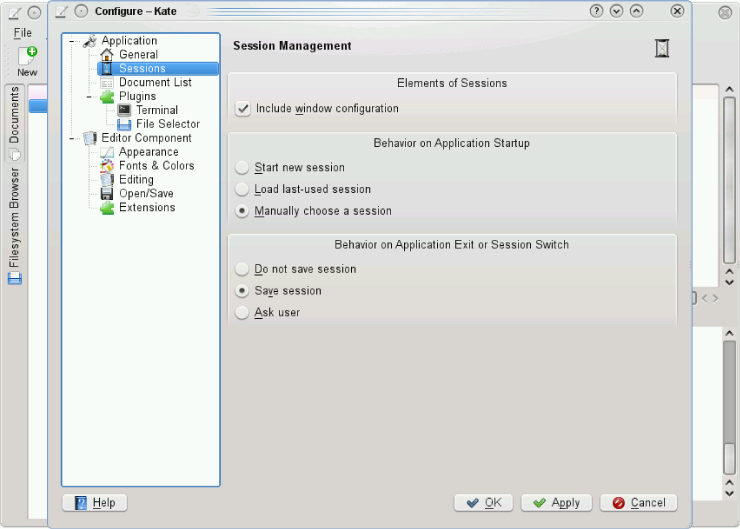 Configure – Kate
File
New
Documents
Filesystem Browser
Application
General
Sessions
Document List
Plugins
Terminal
File Selector
Editor Component
Appearance
Fonts & Colors
Editing
Open/Save
Extensions
Session Management
Elements of Sessions
Include window configuration
Behavior on Application Startup
Start new session
Load last-used session
Manually choose a session
Behavior on Application Exit or Session Switch
Do not save session
Save session
Ask user
Help
OK
Apply
Cancel